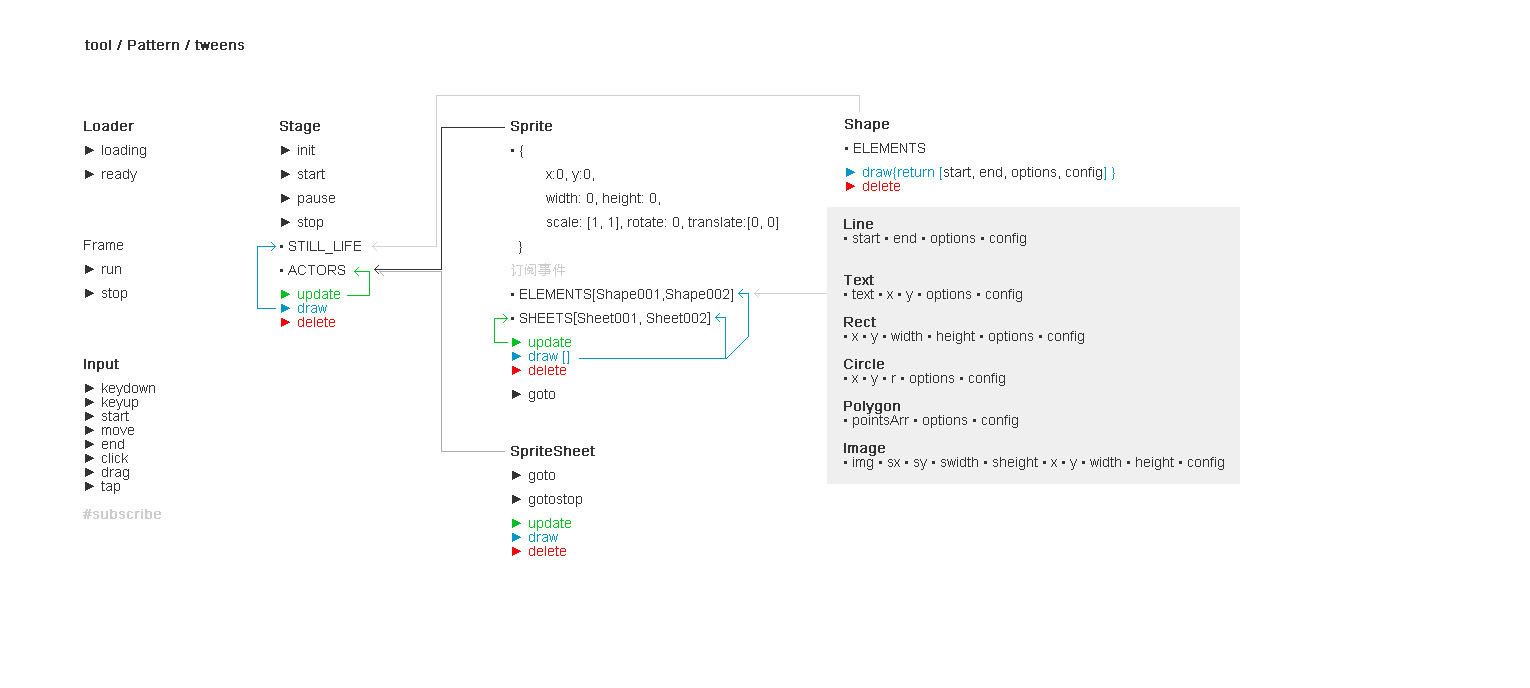 tool / Pattern / tweens
Loader
► loading
► ready
Frame
► run
► stop
Input
► keydown
► keyup
► start
► move
► end
► click
► drag
► tap
#subscribe
Stage
► init
► start
► pause
► stop
• STILL_LIFE
• ACTORS
► update
► draw
► delete
Sprite
• {
x:0, y:0,
width: 0, height: 0,
scale: [1, 1], rotate: 0, translate:[0, 0]
}
订阅事件
• ELEMENTS[Shape001,Shape002]
• SHEETS[Sheet001, Sheet002]
► update
► draw []
► delete
► goto
SpriteSheet
► goto
► gotostop
► update
► draw
► delete
Shape
• ELEMENTS
► draw{return [start, end, options, config] }
► delete
Line
• start • end • options • config
Text
• text • x • y • options • config
Rect
• x • y • width • height • options • config
Circle
• x • y • r • options • config
Polygon
• pointsArr • options • config
Image
• img • sx • sy • swidth • sheight • x • y • width • height • config